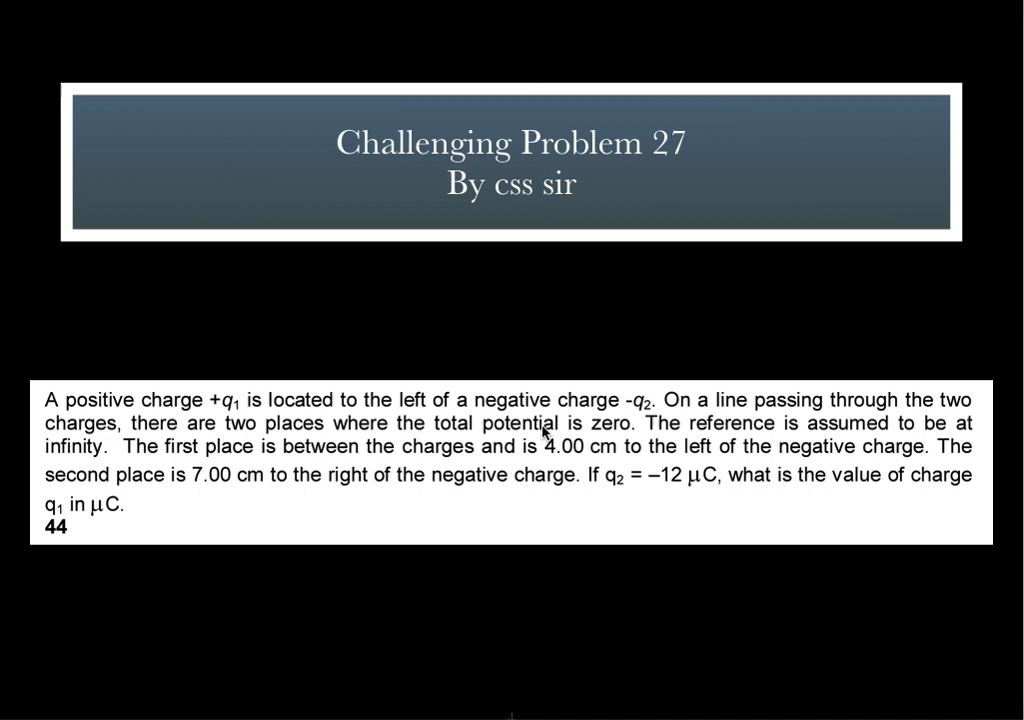 Challenging Problem 27
By css sir
A positive charge +q₁ is located to the left of a negative charge -q₂. On a line passing through the two
charges, there are two places where the total potential is zero. The reference is assumed to be at
infinity. The first place is between the charges and is 4.00 cm to the left of the negative charge. The
second place is 7.00 cm to the right of the negative charge. If q₂ = –12 μC, what is the value of charge
q₁ in μC.
44